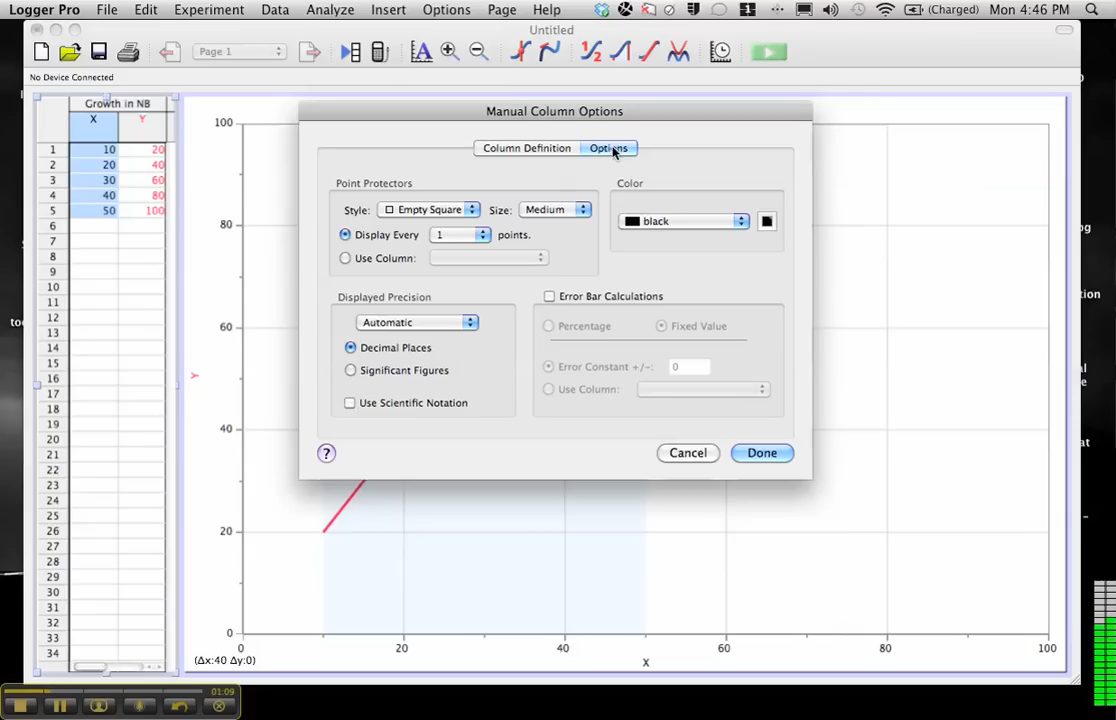 Logger Pro File Edit Experiment Data Analyze Insert Options Page Help 1 (Charged) Mon 4:46 PM
Untitled
Page 1
No Device Connected
Growth in NB
X Y
1 10 20
2 20 40
3 30 60
4 40 80
5 50 100
6
7
8
9
10
11
12
13
14
15
16
17
18
19
20
21
22
23
24
25
26
27
28
29
30
31
32
33
34
100
80
60
40
20
0
Y
0 20 40 60 80 100
X
(Δx:40 Δy:0)
Manual Column Options
Column Definition Options
Point Protectors
Style: Empty Square Size: Medium
Display Every 1 points.
Use Column:
Color
black
Displayed Precision
Automatic
Decimal Places
Significant Figures
Use Scientific Notation
Error Bar Calculations
Percentage Fixed Value
Error Constant +/-: 0
Use Column:
? Cancel Done
01:09